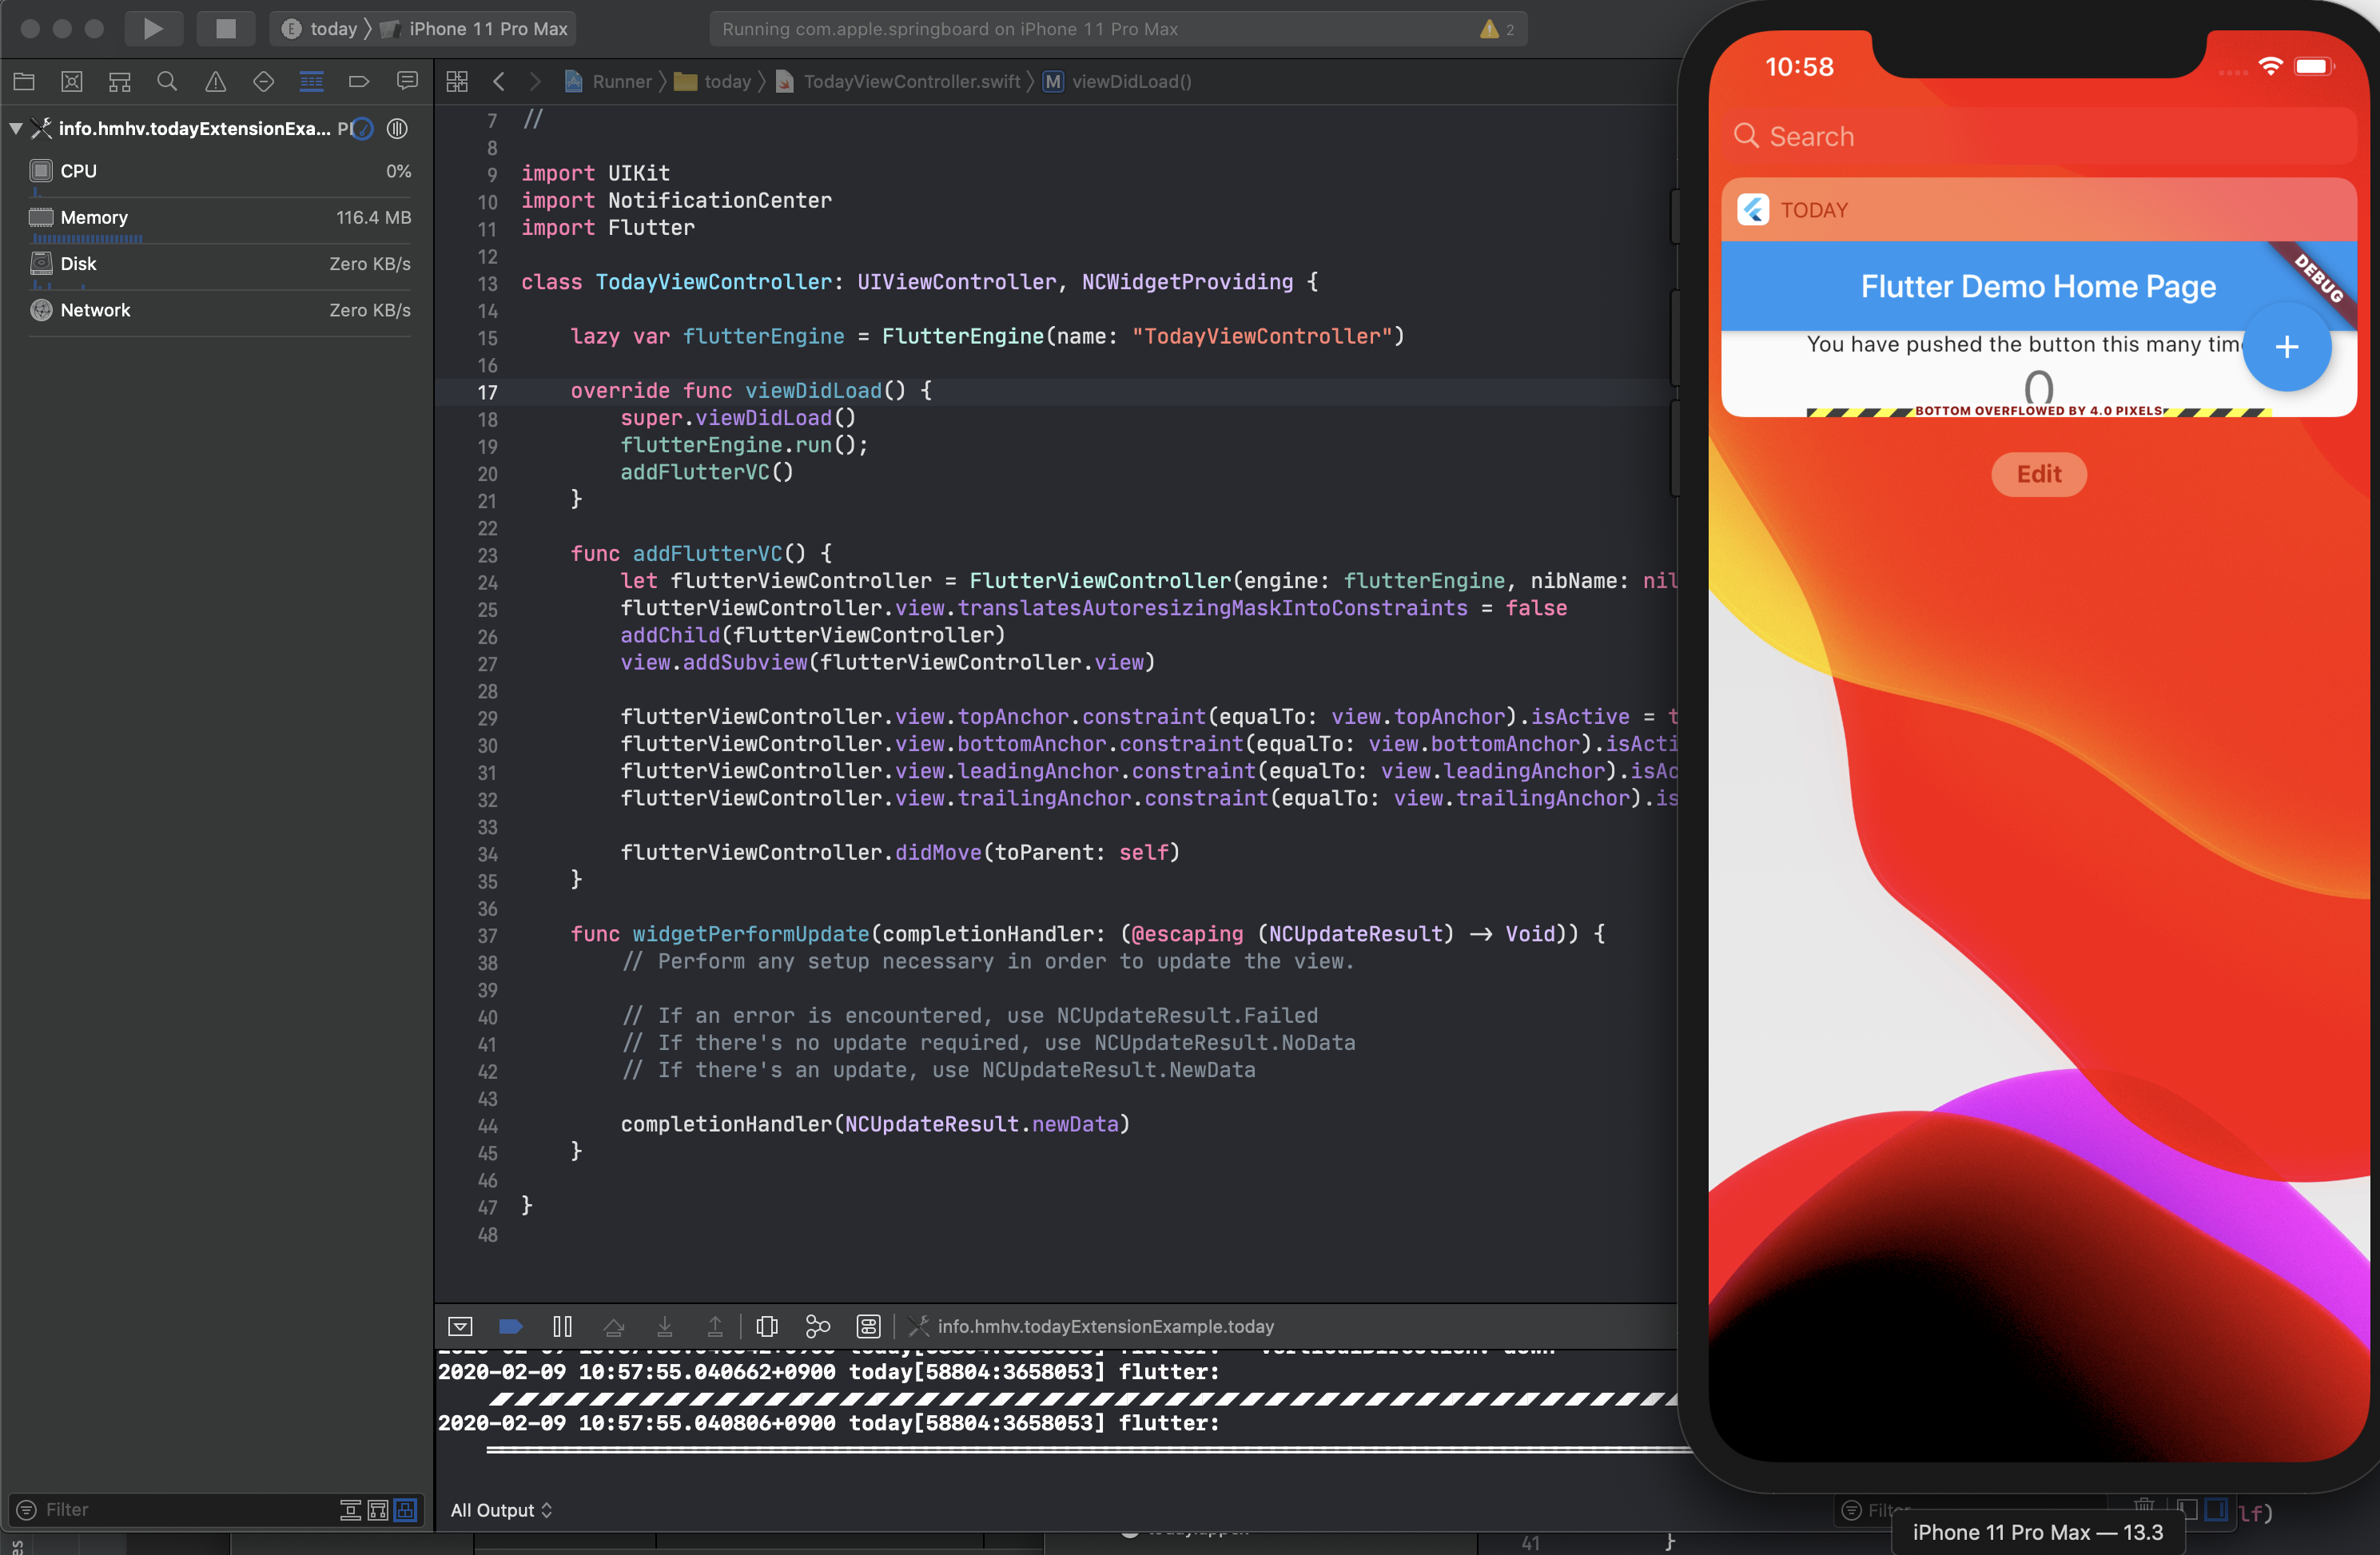 today 〉 iPhone 11 Pro Max
Running com.apple.springboard on iPhone 11 Pro Max
2
Runner 〉 today 〉 TodayViewController.swift 〉 M viewDidLoad()
info.hmhv.todayExtensionExa...
CPU 0%
Memory 116.4 MB
Disk Zero KB/s
Network Zero KB/s
Filter
7 //
8
9 import UIKit
10 import NotificationCenter
11 import Flutter
12
13 class TodayViewController: UIViewController, NCWidgetProviding {
14
15 lazy var flutterEngine = FlutterEngine(name: "TodayViewController")
16
17 override func viewDidLoad() {
18 super.viewDidLoad()
19 flutterEngine.run();
20 addFlutterVC()
21 }
22
23 func addFlutterVC() {
24 let flutterViewController = FlutterViewController(engine: flutterEngine, nibName: nil
25 flutterViewController.view.translatesAutoresizingMaskIntoConstraints = false
26 addChild(flutterViewController)
27 view.addSubview(flutterViewController.view)
28
29 flutterViewController.view.topAnchor.constraint(equalTo: view.topAnchor).isActive = t
30 flutterViewController.view.bottomAnchor.constraint(equalTo: view.bottomAnchor).isActi
31 flutterViewController.view.leadingAnchor.constraint(equalTo: view.leadingAnchor).isAc
32 flutterViewController.view.trailingAnchor.constraint(equalTo: view.trailingAnchor).is
33
34 flutterViewController.didMove(toParent: self)
35 }
36
37 func widgetPerformUpdate(completionHandler: (@escaping (NCUpdateResult) -> Void)) {
38 // Perform any setup necessary in order to update the view.
39
40 // If an error is encountered, use NCUpdateResult.Failed
41 // If there's no update required, use NCUpdateResult.NoData
42 // If there's an update, use NCUpdateResult.NewData
43
44 completionHandler(NCUpdateResult.newData)
45 }
46
47 }
48
info.hmhv.todayExtensionExample.today
2020-02-09 10:57:55.040662+0900 today[58804:3658053] flutter:
2020-02-09 10:57:55.040806+0900 today[58804:3658053] flutter:
All Output
41 }
10:58
Search
TODAY
Flutter Demo Home Page
DEBUG
You have pushed the button this many
0
+
BOTTOM OVERFLOWED BY 4.0 PIXELS
Edit
lf)
iPhone 11 Pro Max — 13.3